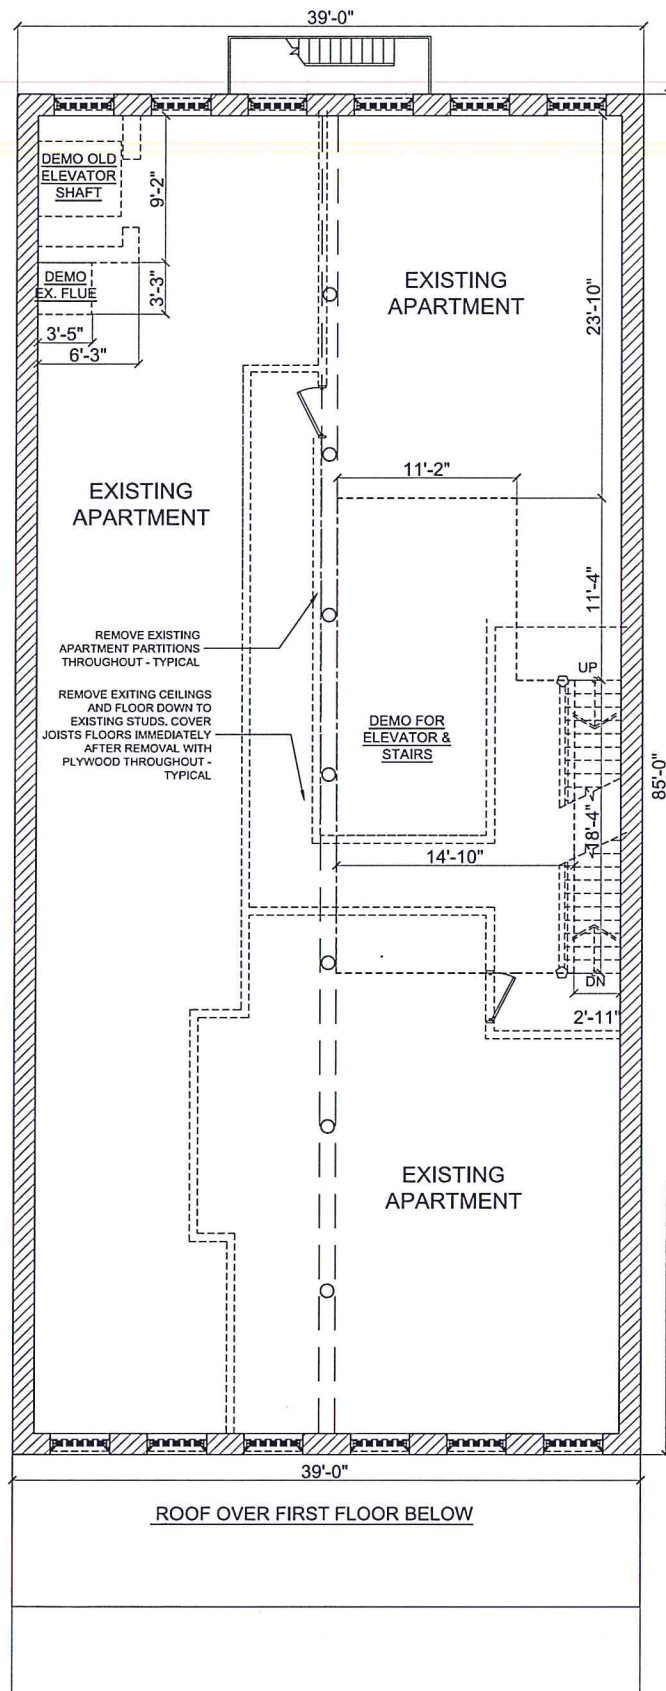 39'-0"
DEMO OLD
ELEVATOR
SHAFT
9'-2"
DEMO
EX. FLUE
3'-3"
3'-5"
6'-3"
EXISTING
APARTMENT
23'-10"
11'-2"
EXISTING
APARTMENT
11'-4"
REMOVE EXISTING
APARTMENT PARTITIONS
THROUGHOUT - TYPICAL
UP
REMOVE EXITING CEILINGS
AND FLOOR DOWN TO
EXISTING STUDS. COVER
JOISTS FLOORS IMMEDIATELY
AFTER REMOVAL WITH
PLYWOOD THROUGHOUT -
TYPICAL
DEMO FOR
ELEVATOR &
STAIRS
85'-0"
18'-4"
14'-10"
DN
2'-11"
EXISTING
APARTMENT
39'-0"
ROOF OVER FIRST FLOOR BELOW